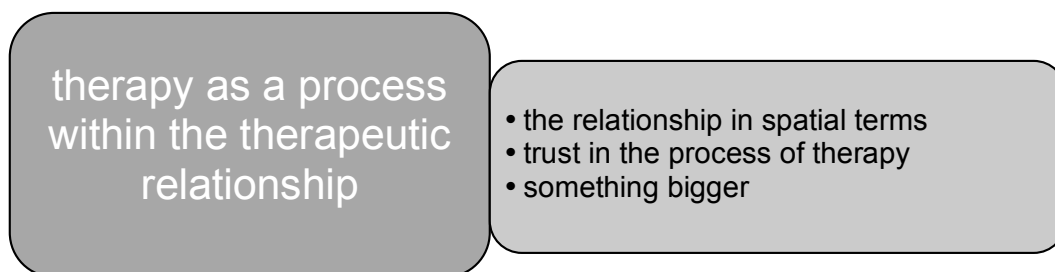 therapy as a process
within the therapeutic
relationship
• the relationship in spatial terms
• trust in the process of therapy
• something bigger